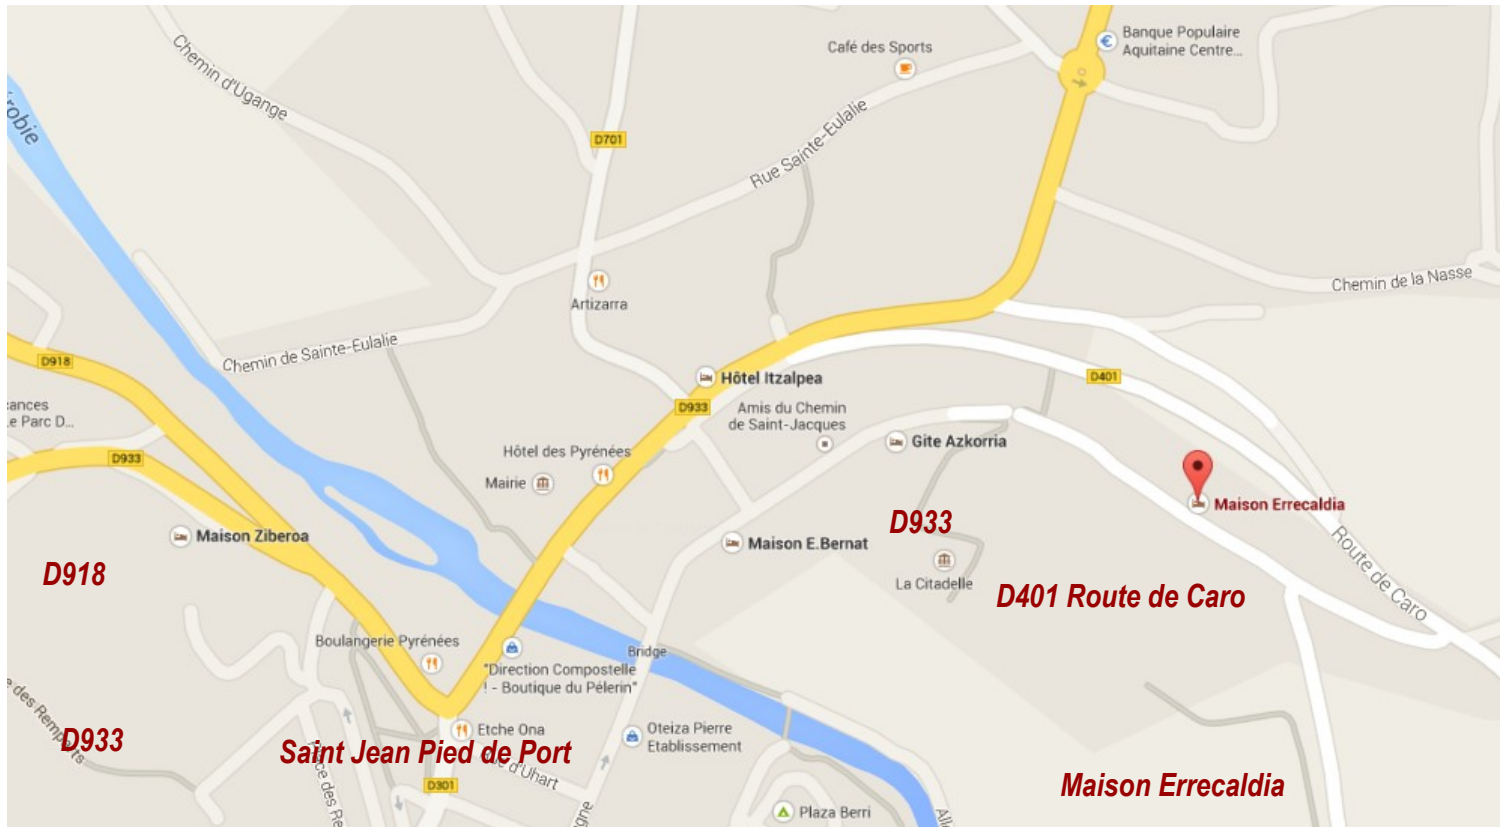 Banque Populaire
Aquitaine Centre...
Café des Sports
Chemin d'Ugange
D701
Rue Sainte-Eulalie
Chemin de la Nasse
Artizarra
Chemin de Sainte-Eulalie
D918
Hôtel Itzalpea
D401
D933
Amis du Chemin
de Saint-Jacques
Le Parc D...
Gite Azkorria
D933
Hôtel des Pyrénées
Mairie
Maison Errecaldia
D933
Maison Ziberoa
Maison E.Bernat
Route de Caro
D918
La Citadelle
D401 Route de Caro
Boulangerie Pyrénées
Bridge
"Direction Compostelle
! - Boutique du Pélerin"
D933
Etche Ona
Oteiza Pierre
Etablissement
Saint Jean Pied de Port
D301
Maison Errecaldia
Plaza Berri